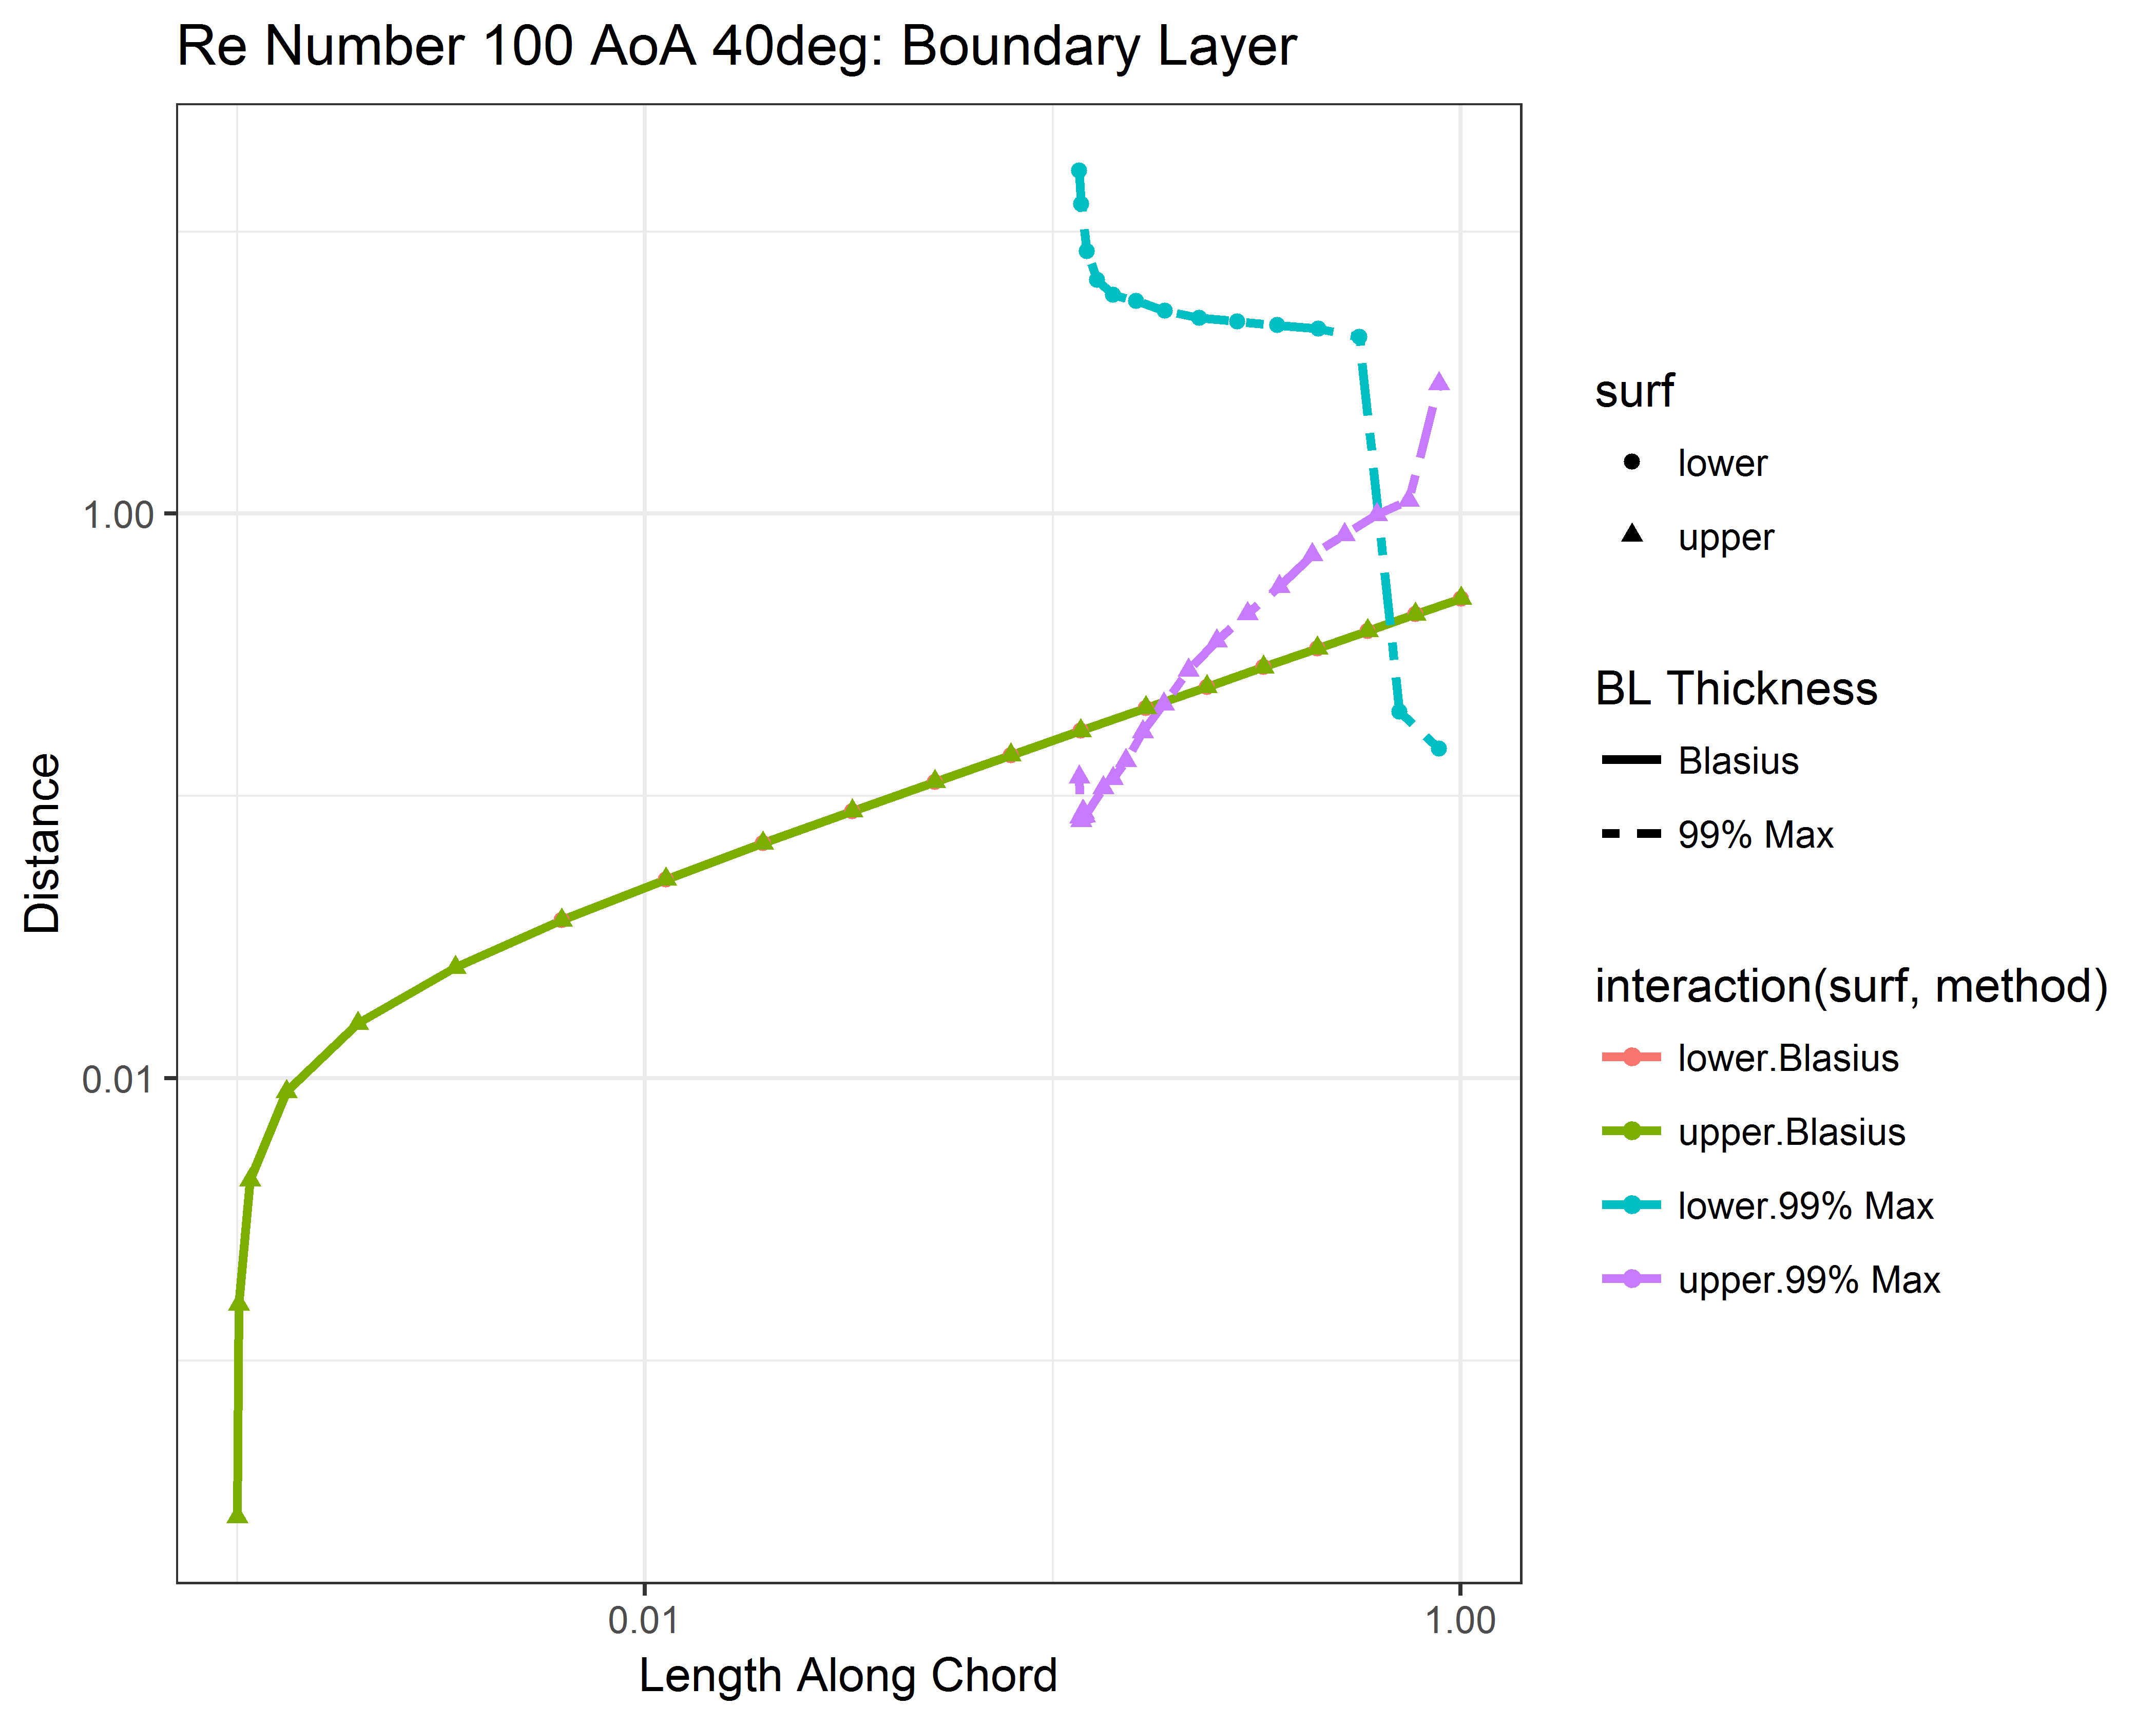 Re Number 100 AoA 40deg: Boundary Layer
Distance
1.00
0.01
0.01
1.00
Length Along Chord
surf
lower
upper
BL Thickness
Blasius
99% Max
interaction(surf, method)
lower.Blasius
upper.Blasius
lower.99% Max
upper.99% Max